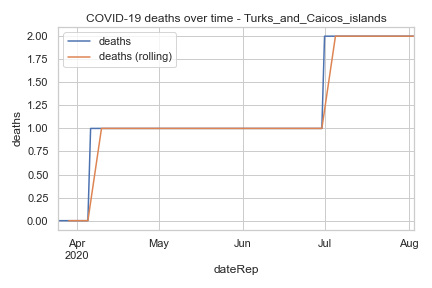 COVID-19 deaths over time - Turks_and_Caicos_islands
deaths
deaths (rolling)
2.00
1.75
1.50
1.25
1.00
0.75
0.50
0.25
0.00
deaths
Apr
2020
May
Jun
Jul
Aug
dateRep